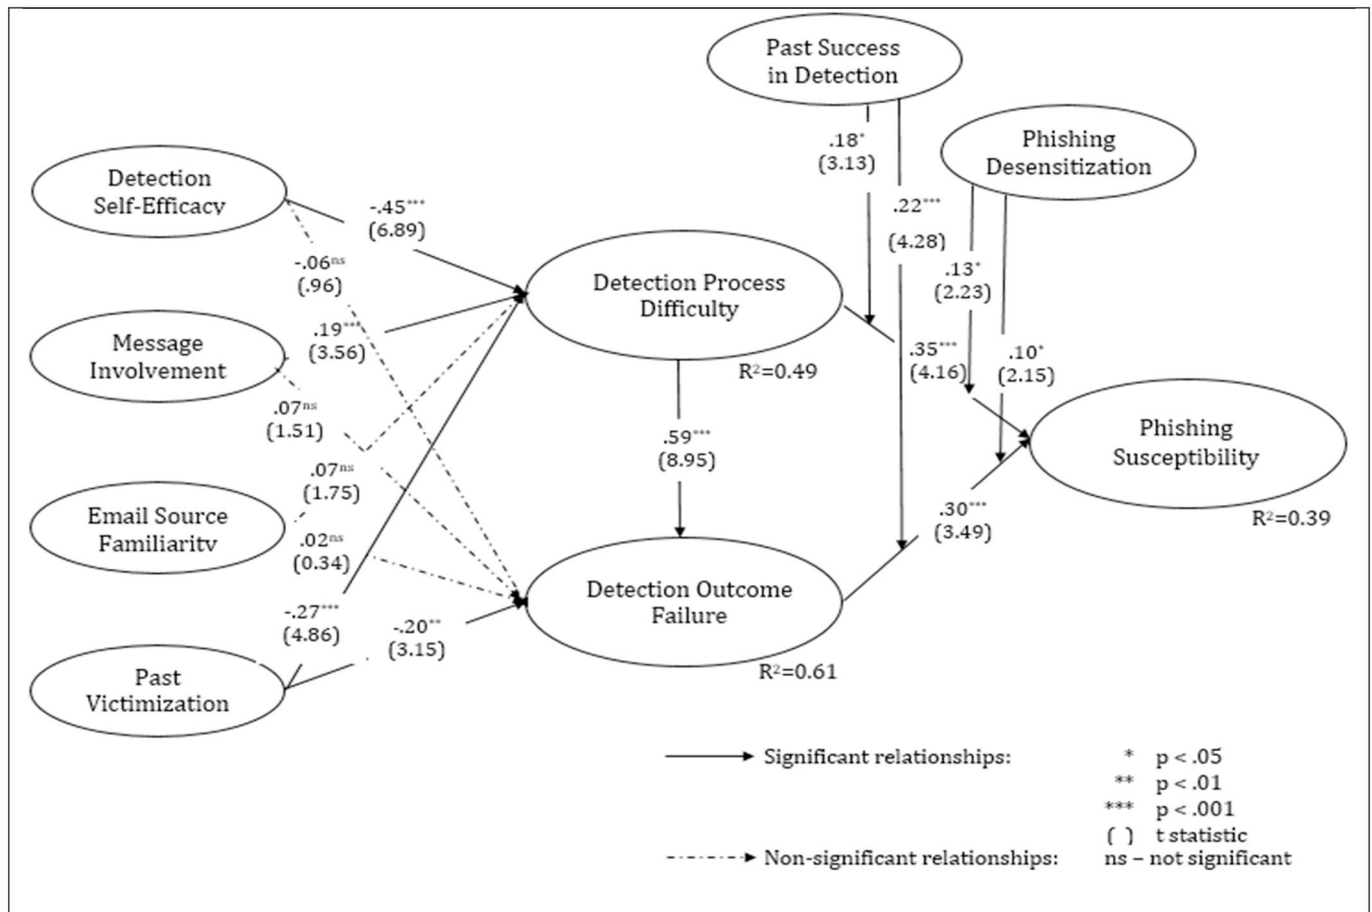 Past Success
in Detection
Phishing
Desensitization
.18*
(3.13)
.22***
(4.28)
.13*
(2.23)
.10*
(2.15)
Detection
Self-Efficacy
-.45***
(6.89)
-.06ns
(.96)
Detection Process
Difficulty
R²=0.49
Message
Involvement
.19***
(3.56)
.07ns
(1.51)
.35***
(4.16)
.59***
(8.95)
Phishing
Susceptibility
R²=0.39
Email Source
Familiarity
.07ns
(1.75)
.02ns
(0.34)
.30***
(3.49)
Detection Outcome
Failure
R²=0.61
Past
Victimization
-.27***
(4.86)
-.20**
(3.15)
Significant relationships:
* p < .05
** p < .01
*** p < .001
( ) t statistic
Non-significant relationships: ns – not significant